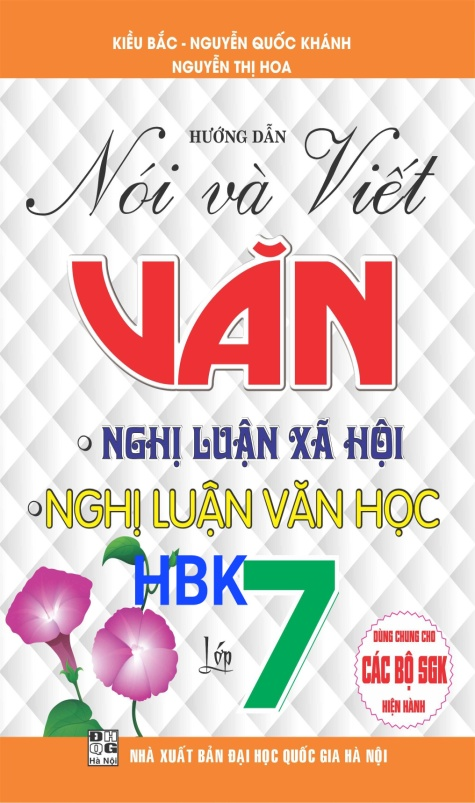 KIỀU BẮC - NGUYỄN QUỐC KHÁNH
NGUYỄN THỊ HOA
HƯỚNG DẪN
Nói và Viết
VĂN
• NGHỊ LUẬN XÃ HỘI
• NGHỊ LUẬN VĂN HỌC
HBK
Lớp 7
DÙNG CHUNG CHO
CÁC BỘ SGK
HIỆN HÀNH
ĐH
QG
Hà Nội
NHÀ XUẤT BẢN ĐẠI HỌC QUỐC GIA HÀ NỘI